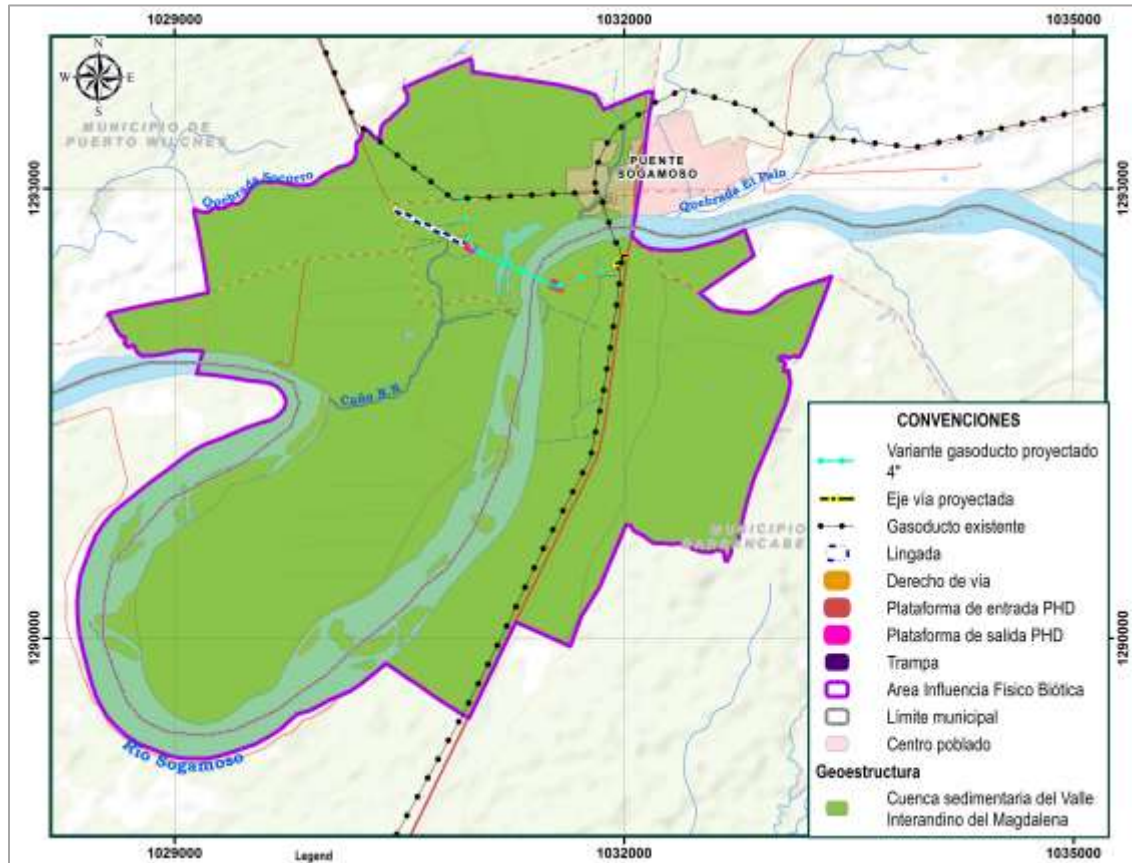 1029000
1032000
1035000
N
W
E
S
MUNICIPIO DE
PUERTO WILCHES
PUENTE
SOGAMOSO
Quebrada Socorro
Quebrada El Palo
1293000
1293000
Caño S.N.
MUNICIPIO
Río Sogamoso
1290000
1290000
CONVENCIONES
Variante gasoducto proyectado
4"
Eje vía proyectada
Gasoducto existente
Lingada
Derecho de vía
Plataforma de entrada PHD
Plataforma de salida PHD
Trampa
Area Influencia Físico Biótica
Límite municipal
Centro poblado
Geoestructura
Cuenca sedimentaria del Valle
Interandino del Magdalena
1029000
Legend
1032000
1035000